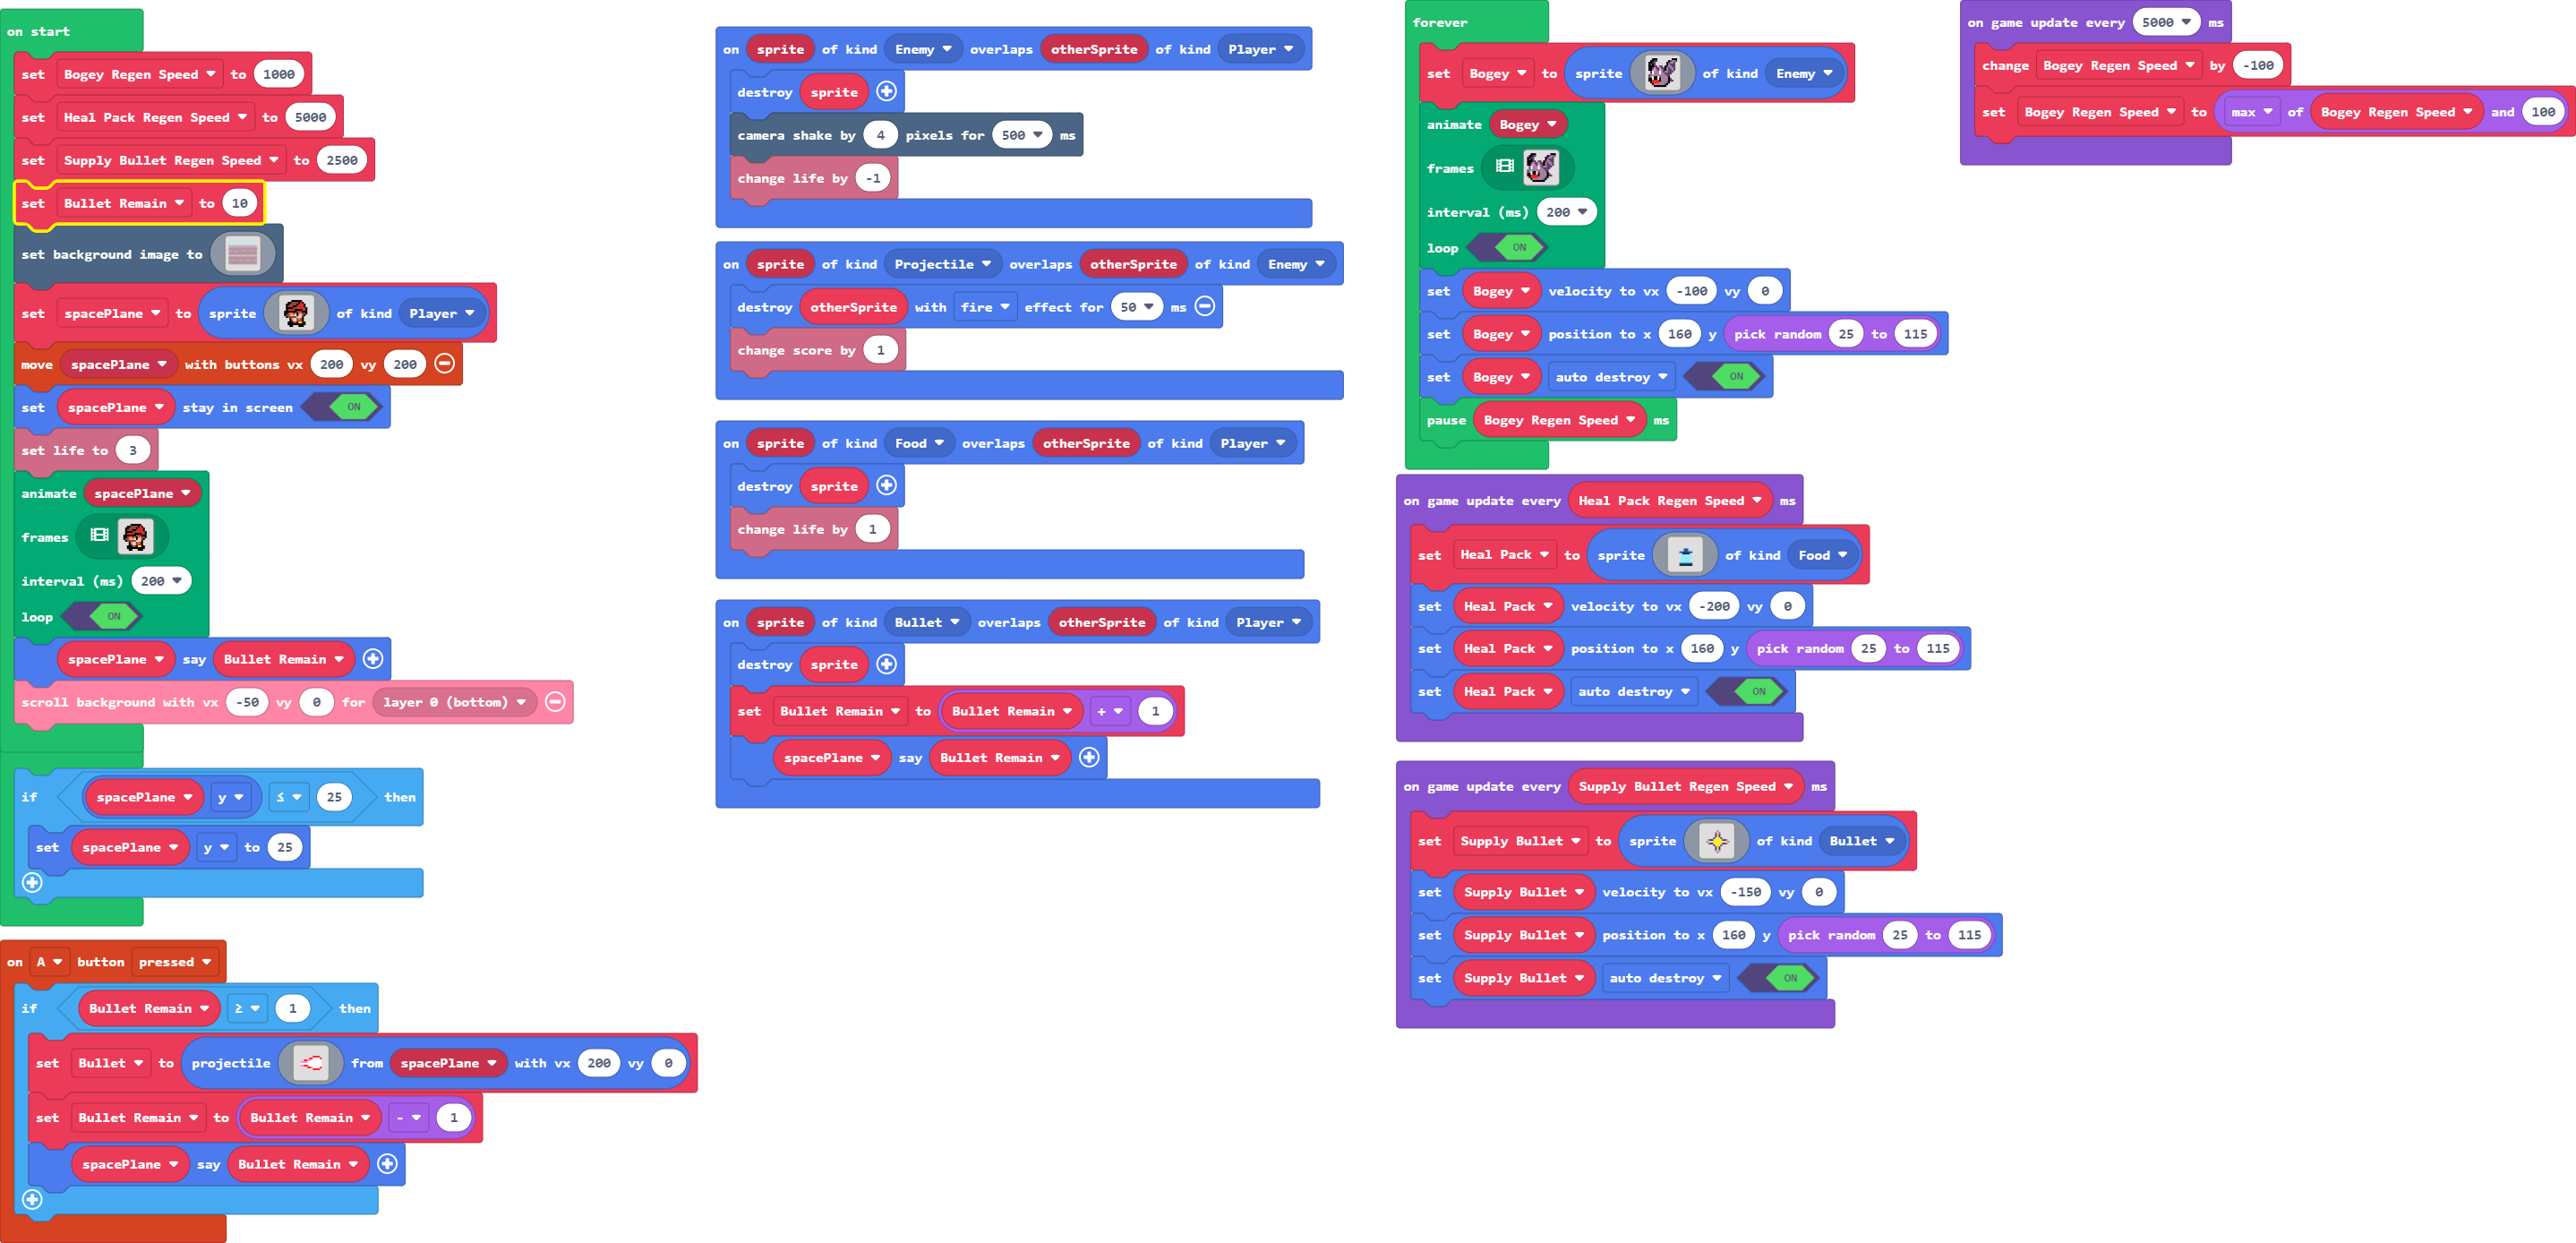 on start
set Bogey Regen Speed to 1000
set Heal Pack Regen Speed to 5000
set Supply Bullet Regen Speed to 2500
set Bullet Remain to 10
set background image to
set spacePlane to sprite of kind Player
move spacePlane with buttons vx 200 vy 200
set spacePlane stay in screen ON
set life to 3
animate spacePlane
frames
interval (ms) 200
loop ON
spacePlane say Bullet Remain
scroll background with vx -50 vy 0 for layer 0 (bottom)
if spacePlane y ≤ 25 then
set spacePlane y to 25
on A button pressed
if Bullet Remain ≥ 1 then
set Bullet to projectile from spacePlane with vx 200 vy 0
set Bullet Remain to Bullet Remain - 1
spacePlane say Bullet Remain
on sprite of kind Enemy overlaps otherSprite of kind Player
destroy sprite
camera shake by 4 pixels for 500 ms
change life by -1
on sprite of kind Projectile overlaps otherSprite of kind Enemy
destroy otherSprite with fire effect for 50 ms
change score by 1
on sprite of kind Food overlaps otherSprite of kind Player
destroy sprite
change life by 1
on sprite of kind Bullet overlaps otherSprite of kind Player
destroy sprite
set Bullet Remain to Bullet Remain + 1
spacePlane say Bullet Remain
forever
set Bogey to sprite of kind Enemy
animate Bogey
frames
interval (ms) 200
loop ON
set Bogey velocity to vx -100 vy 0
set Bogey position to x 160 y pick random 25 to 115
set Bogey auto destroy ON
pause Bogey Regen Speed ms
on game update every Heal Pack Regen Speed ms
set Heal Pack to sprite of kind Food
set Heal Pack velocity to vx -200 vy 0
set Heal Pack position to x 160 y pick random 25 to 115
set Heal Pack auto destroy ON
on game update every Supply Bullet Regen Speed ms
set Supply Bullet to sprite of kind Bullet
set Supply Bullet velocity to vx -150 vy 0
set Supply Bullet position to x 160 y pick random 25 to 115
set Supply Bullet auto destroy ON
on game update every 5000 ms
change Bogey Regen Speed by -100
set Bogey Regen Speed to max of Bogey Regen Speed and 100